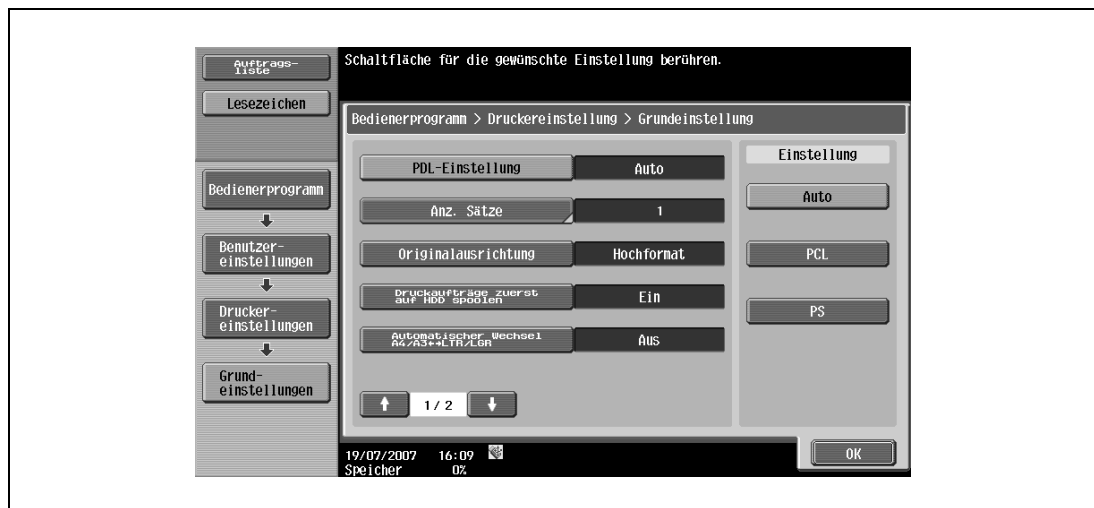 Auftrags-
liste
Lesezeichen
Bedienerprogramm
Benutzer-
einstellungen
Drucker-
einstellungen
Grund-
einstellungen
Schaltfläche für die gewünschte Einstellung berühren.
Bedienerprogramm > Druckereinstellung > Grundeinstellung
PDL-Einstellung Auto
Anz. Sätze 1
Originalausrichtung Hochformat
Druckaufträge zuerst
auf HDD spoolen Ein
Automatischer Wechsel
A4/A3↔LTR/LGR Aus
1/ 2
Einstellung
Auto
PCL
PS
19/07/2007 16:09
Speicher 0%
OK